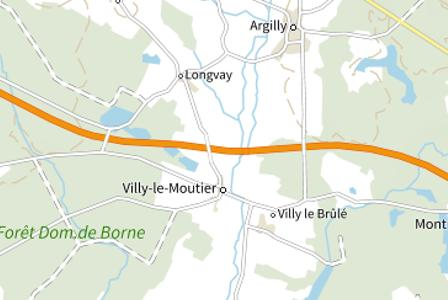 Argilly
Longvay
Villy-le-Moutier
Villy le Brûlé
Mont
Forêt Dom. de Borne